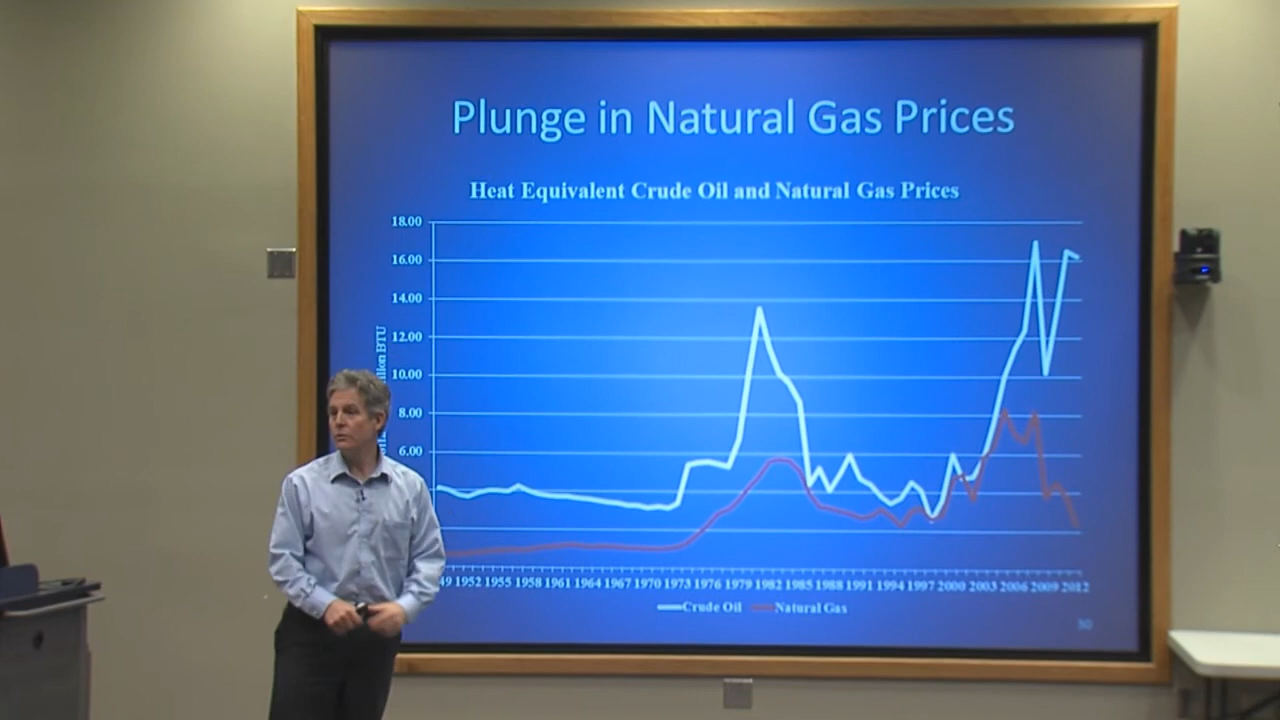 Plunge in Natural Gas Prices
Heat Equivalent Crude Oil and Natural Gas Prices
18.00
16.00
14.00
12.00
10.00
8.00
6.00
BTU
49 1952 1955 1958 1961 1964 1967 1970 1973 1976 1979 1982 1985 1988 1991 1994 1997 2000 2003 2006 2009 2012
Crude Oil Natural Gas
30